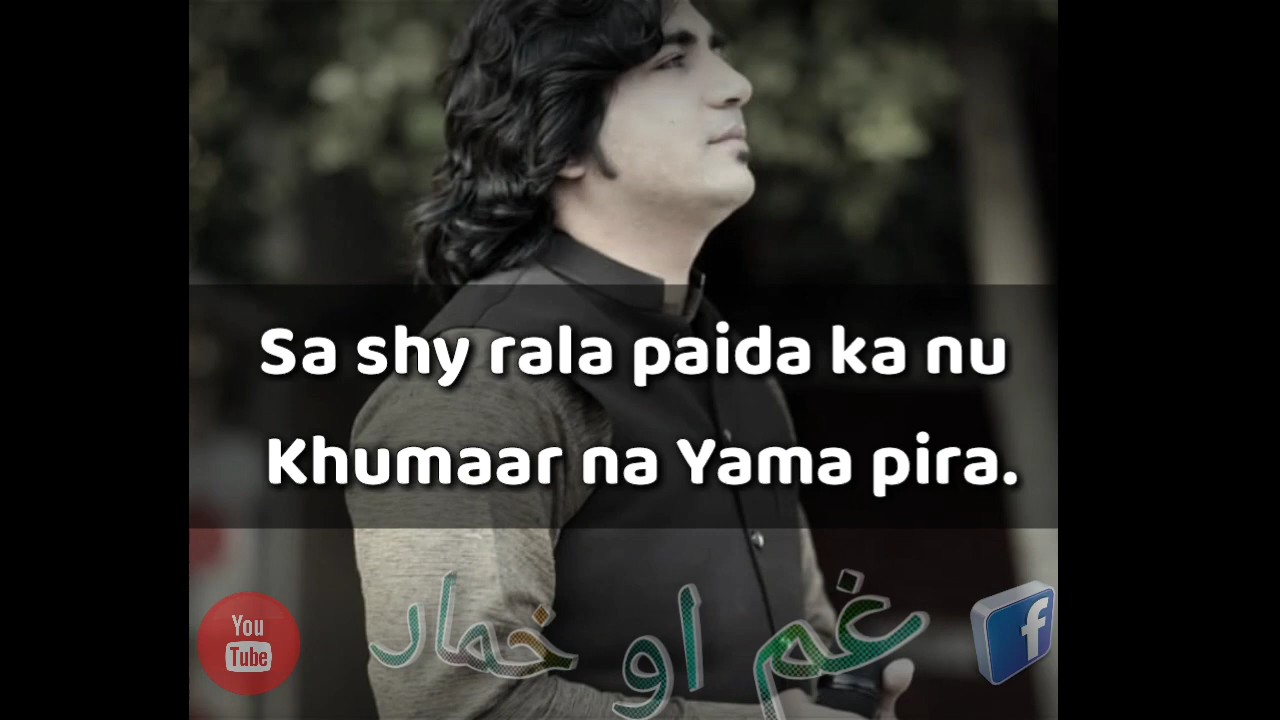 Sa shy rala paida ka nu
Khumaar na Yama pira.
غم او خمار
You
Tube
f